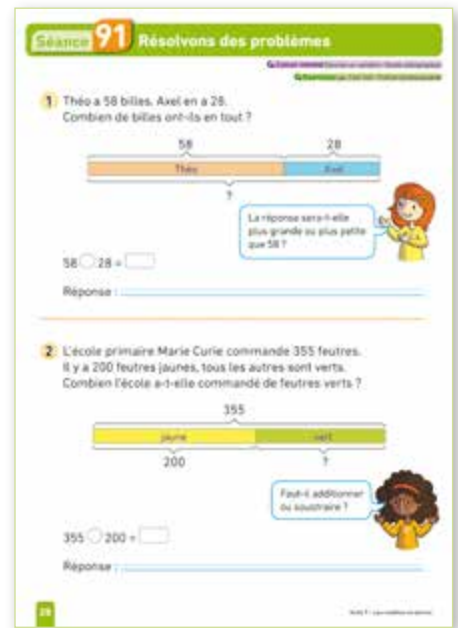 Séance 91 Résolvons des problèmes
1 Théo a 58 billes. Axel en a 28.
Combien de billes ont-ils en tout ?
58 28
Théo Axel
?
La réponse sera-t-elle
plus grande ou plus petite
que 58 ?
58 28 =
Réponse :
2 L'école primaire Marie Curie commande 355 feutres.
Il y a 200 feutres jaunes, tous les autres sont verts.
Combien l'école a-t-elle commandé de feutres verts ?
355
jaune vert
200 ?
Faut-il additionner
ou soustraire ?
355 200 =
Réponse :
28